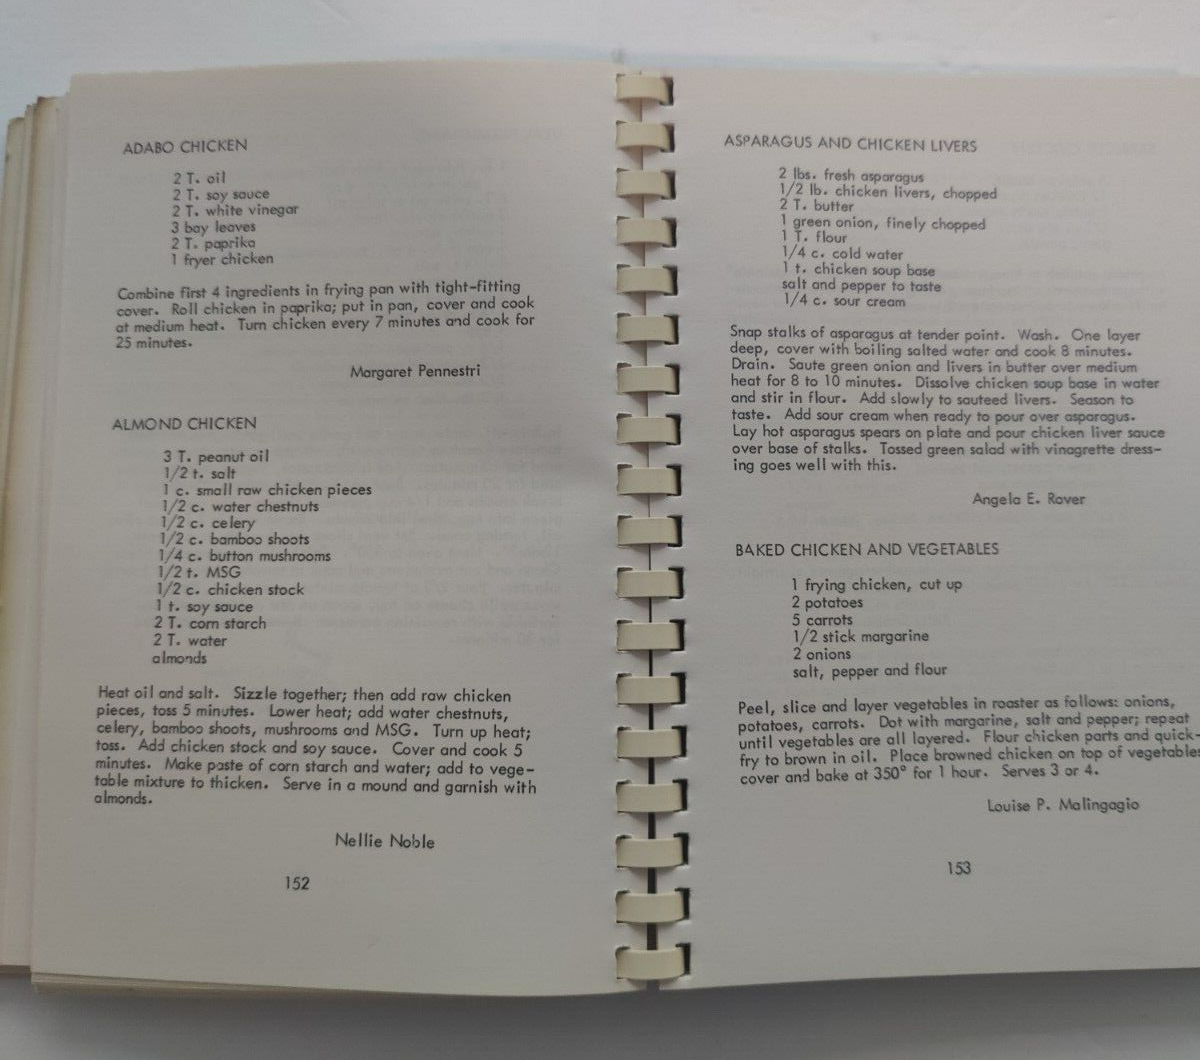 ADABO CHICKEN
2 T. oil
2 T. soy sauce
2 T. white vinegar
3 bay leaves
2 T. paprika
1 fryer chicken
Combine first 4 ingredients in frying pan with tight-fitting
cover. Roll chicken in paprika; put in pan, cover and cook
at medium heat. Turn chicken every 7 minutes and cook for
25 minutes.
Margaret Pennestri
ALMOND CHICKEN
3 T. peanut oil
1/2 t. salt
1 c. small raw chicken pieces
1/2 c. water chestnuts
1/2 c. celery
1/2 c. bamboo shoots
1/4 c. button mushrooms
1/2 t. MSG
1/2 c. chicken stock
1 t. soy sauce
2 T. corn starch
2 T. water
almonds
Heat oil and salt. Sizzle together; then add raw chicken
pieces, toss 5 minutes. Lower heat; add water chestnuts,
celery, bamboo shoots, mushrooms and MSG. Turn up heat;
toss. Add chicken stock and soy sauce. Cover and cook 5
minutes. Make paste of corn starch and water; add to vege-
table mixture to thicken. Serve in a mound and garnish with
almonds.
Nellie Noble
152
ASPARAGUS AND CHICKEN LIVERS
2 lbs. fresh asparagus
1/2 lb. chicken livers, chopped
2 T. butter
1 green onion, finely chopped
1 T. flour
1/4 c. cold water
1 t. chicken soup base
salt and pepper to taste
1/4 c. sour cream
Snap stalks of asparagus at tender point. Wash. One layer
deep, cover with boiling salted water and cook 8 minutes.
Drain. Saute green onion and livers in butter over medium
heat for 8 to 10 minutes. Dissolve chicken soup base in water
and stir in flour. Add slowly to sauteed livers. Season to
taste. Add sour cream when ready to pour over asparagus.
Lay hot asparagus spears on plate and pour chicken liver sauce
over base of stalks. Tossed green salad with vinagrette dress-
ing goes well with this.
Angela E. Rover
BAKED CHICKEN AND VEGETABLES
1 frying chicken, cut up
2 potatoes
5 carrots
1/2 stick margarine
2 onions
salt, pepper and flour
Peel, slice and layer vegetables in roaster as follows: onions,
potatoes, carrots. Dot with margarine, salt and pepper; repeat
until vegetables are all layered. Flour chicken parts and quick-
fry to brown in oil. Place browned chicken on top of vegetables
cover and bake at 350° for 1 hour. Serves 3 or 4.
Louise P. Malingagio
153